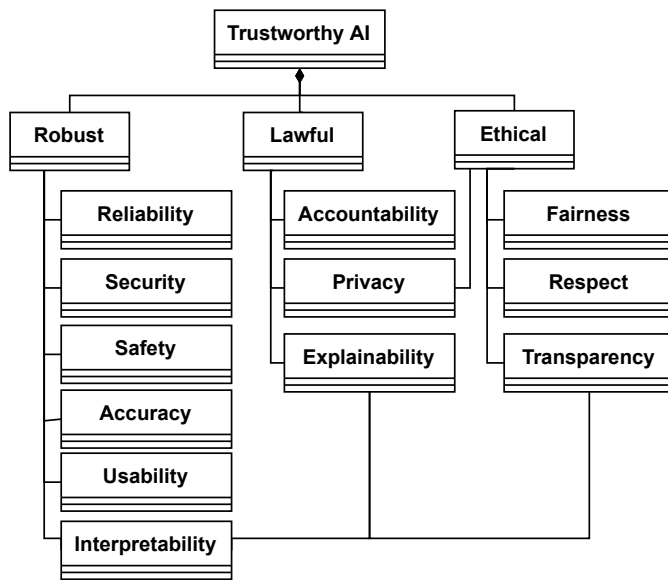 Trustworthy AI
Robust
Lawful
Ethical
Reliability
Accountability
Fairness
Security
Privacy
Respect
Safety
Explainability
Transparency
Accuracy
Usability
Interpretability